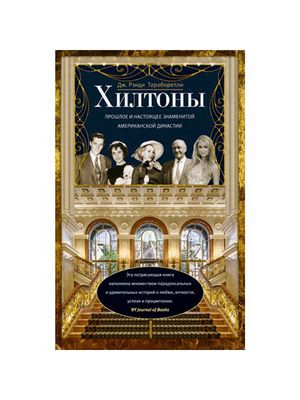 Дж. Рэнди Тараборелли
ХИЛТОНЫ
ПРОШЛОЕ И НАСТОЯЩЕЕ ЗНАМЕНИТОЙ
АМЕРИКАНСКОЙ ДИНАСТИИ
Эта потрясающая книга
наполнена множеством парадоксальных
и удивительных историй о любви, алчности,
успехе и процветании.
NY Journal of Books